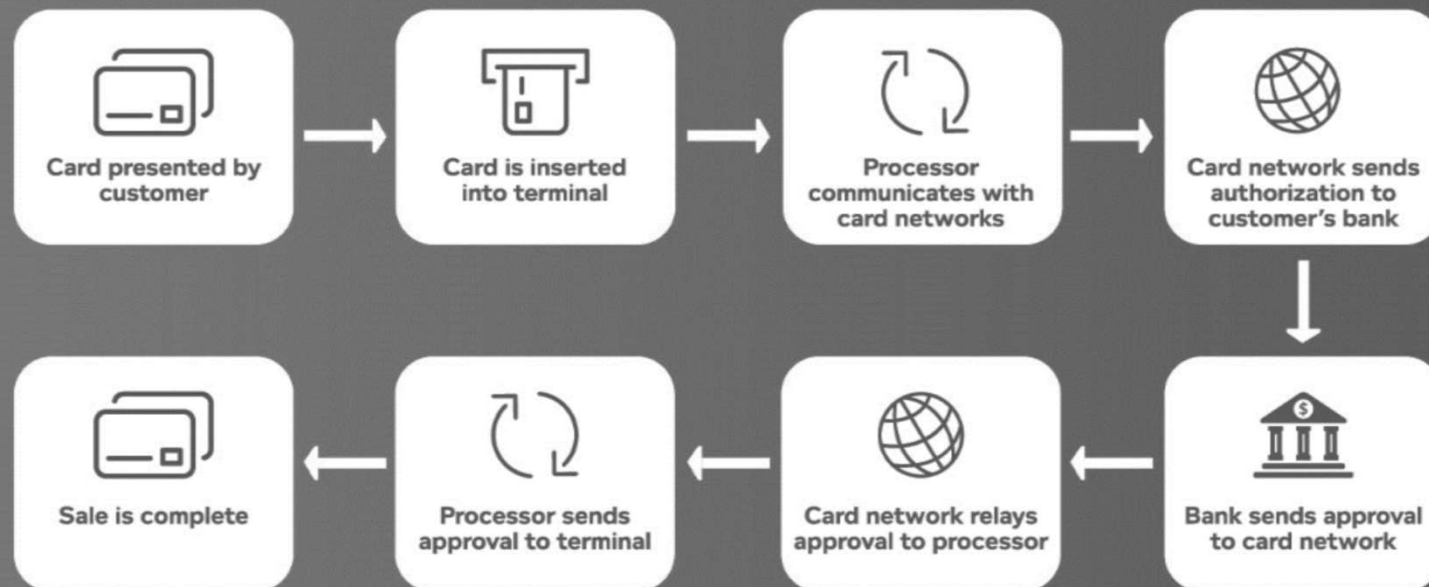 Card presented by
customer
Card is inserted
into terminal
Processor
communicates with
card networks
Card network sends
authorization to
customer's bank
Bank sends approval
to card network
Card network relays
approval to processor
Processor sends
approval to terminal
Sale is complete